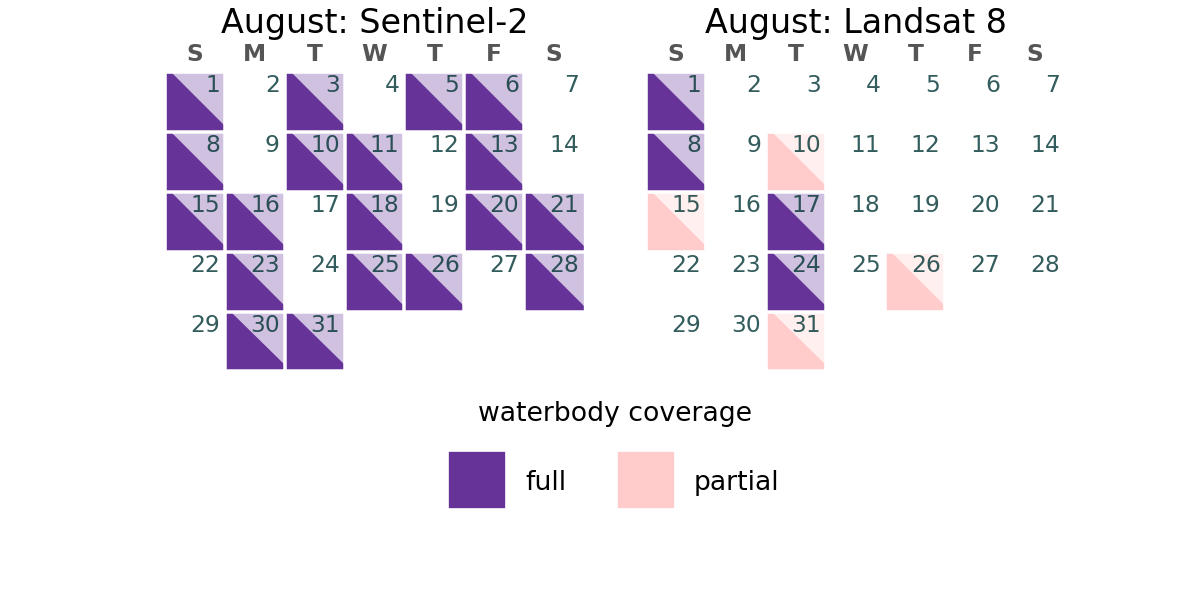 August: Sentinel-2
S M T W T F S
1 2 3 4 5 6 7
8 9 10 11 12 13 14
15 16 17 18 19 20 21
22 23 24 25 26 27 28
29 30 31
August: Landsat 8
S M T W T F S
1 2 3 4 5 6 7
8 9 10 11 12 13 14
15 16 17 18 19 20 21
22 23 24 25 26 27 28
29 30 31
waterbody coverage
full
partial